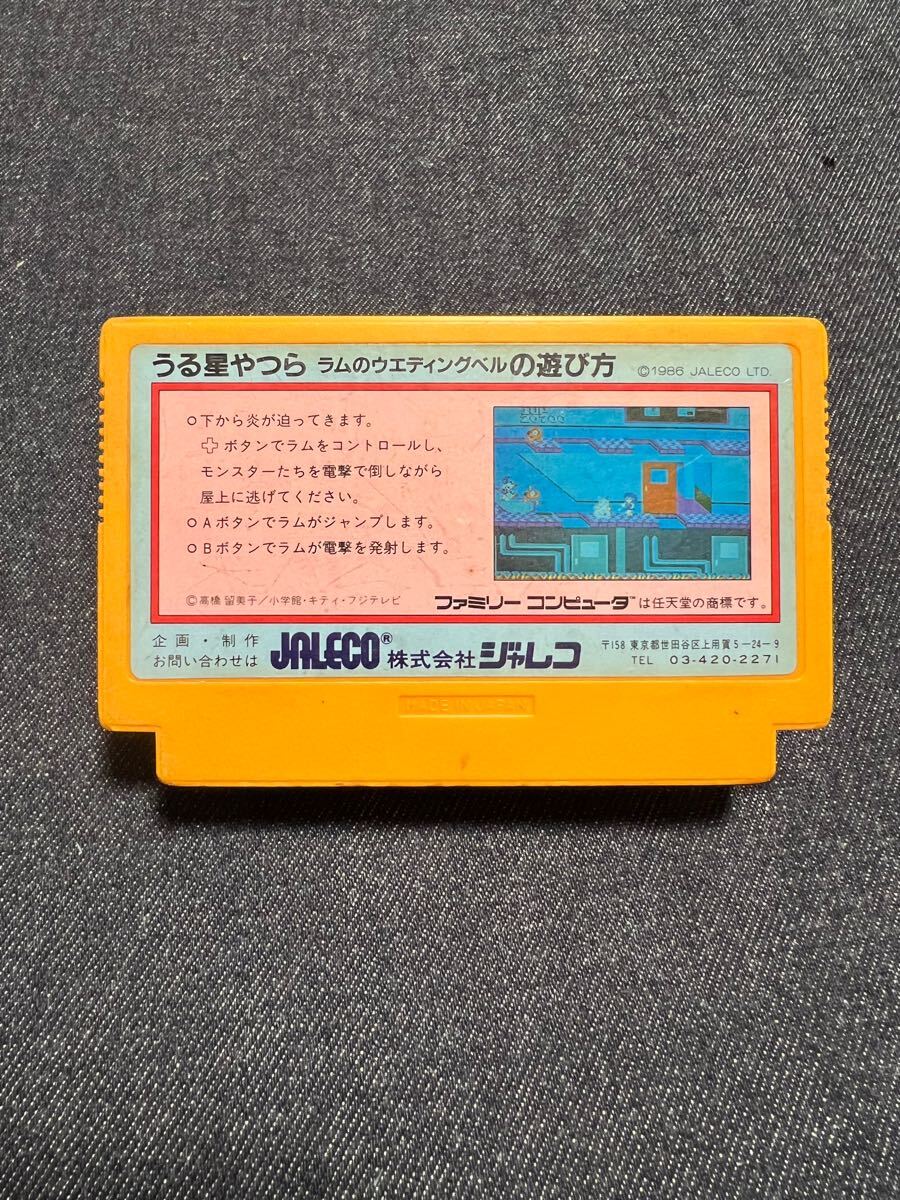 うる星やつら ラムのウエディングベルの遊び方 ©1986 JALECO LTD.
○下から炎が迫ってきます。
✚ボタンでラムをコントロールし、
モンスターたちを電撃で倒しながら
屋上に逃げてください。
○Aボタンでラムがジャンプします。
○Bボタンでラムが電撃を発射します。
©高橋留美子/小学館・キティ・フジテレビ
ファミリーコンピュータは任天堂の商標です。
企画・制作
お問い合わせは JALECO® 株式会社ジャレコ
〒158 東京都世田谷区上用賀5-24-9
TEL 03-420-2271
MADE IN JAPAN